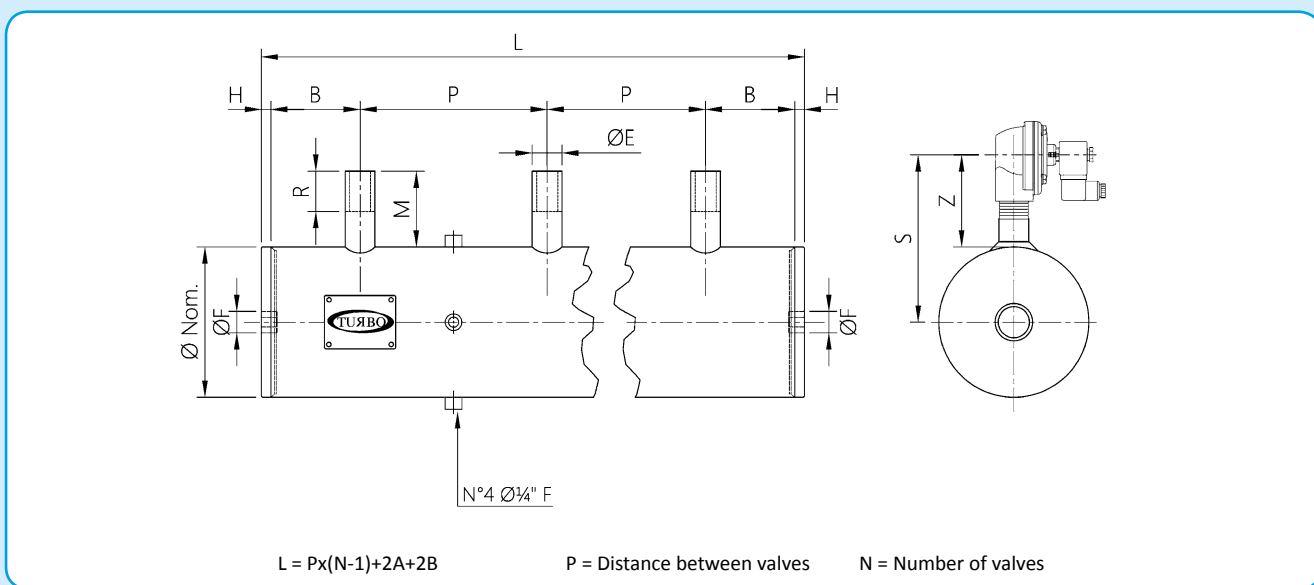 L
H B P P B H
ØE
R
M
Z
S
Ø Nom.
ØF
TURBO
ØF
N°4 Ø¼" F
L = Px(N-1)+2A+2B P = Distance between valves N = Number of valves